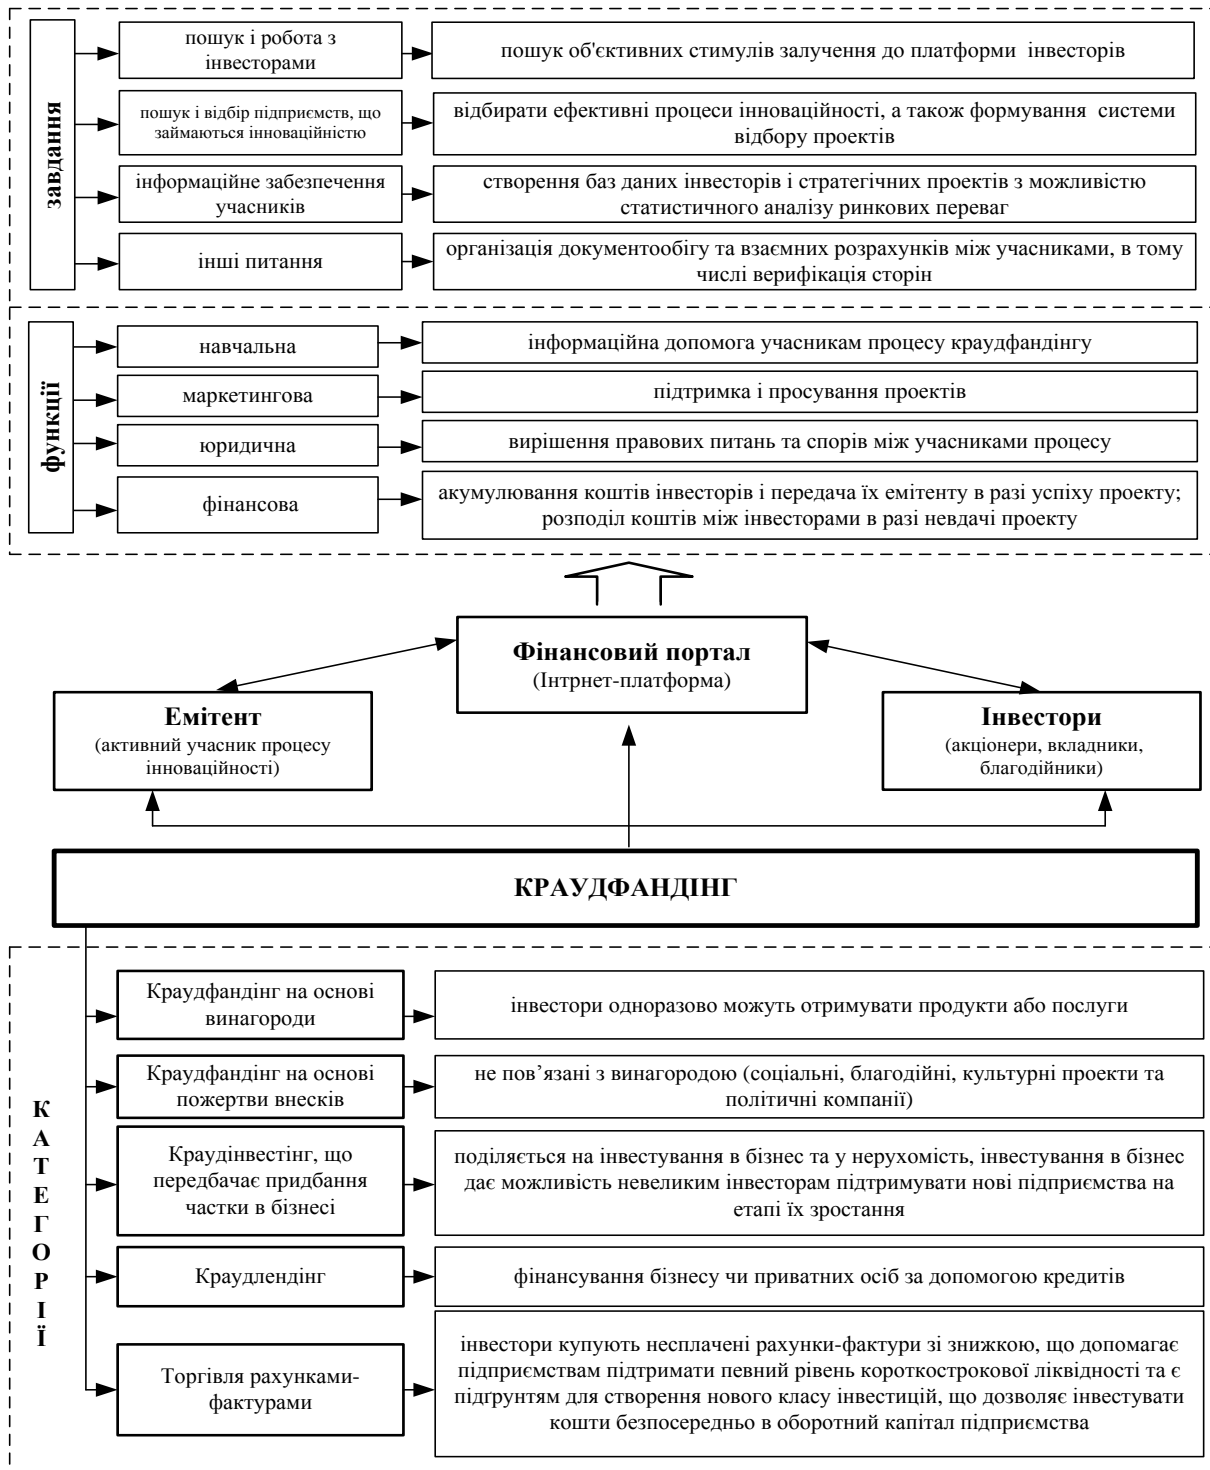 завдання
пошук і робота з
інвесторами
пошук об'єктивних стимулів залучення до платформи інвесторів
пошук і відбір підприємств, що
займаються інноваційністю
відбирати ефективні процеси інноваційності, а також формування системи
відбору проектів
інформаційне забезпечення
учасників
створення баз даних інвесторів і стратегічних проектів з можливістю
статистичного аналізу ринкових переваг
інші питання
організація документообігу та взаємних розрахунків між учасниками, в тому
числі верифікація сторін
функції
навчальна
інформаційна допомога учасникам процесу краудфандінгу
маркетингова
підтримка і просування проектів
юридична
вирішення правових питань та спорів між учасниками процесу
фінансова
акумулювання коштів інвесторів і передача їх емітенту в разі успіху проекту;
розподіл коштів між інвесторами в разі невдачі проекту
Фінансовий портал
(Інтрнет-платформа)
Емітент
(активний учасник процесу
інноваційності)
Інвестори
(акціонери, вкладники,
благодійники)
КРАУДФАНДІНГ
КАТЕГОРІЇ
Краудфандінг на основі
винагороди
інвестори одноразово можуть отримувати продукти або послуги
Краудфандінг на основі
пожертви внесків
не пов’язані з винагородою (соціальні, благодійні, культурні проекти та
політичні компанії)
Краудінвестінг, що
передбачає придбання
частки в бізнесі
поділяється на інвестування в бізнес та у нерухомість, інвестування в бізнес
дає можливість невеликим інвесторам підтримувати нові підприємства на
етапі їх зростання
Краудлендінг
фінансування бізнесу чи приватних осіб за допомогою кредитів
Торгівля рахунками-
фактурами
інвестори купують несплачені рахунки-фактури зі знижкою, що допомагає
підприємствам підтримати певний рівень короткострокової ліквідності та є
підґрунтям для створення нового класу інвестицій, що дозволяє інвестувати
кошти безпосередньо в оборотний капітал підприємства